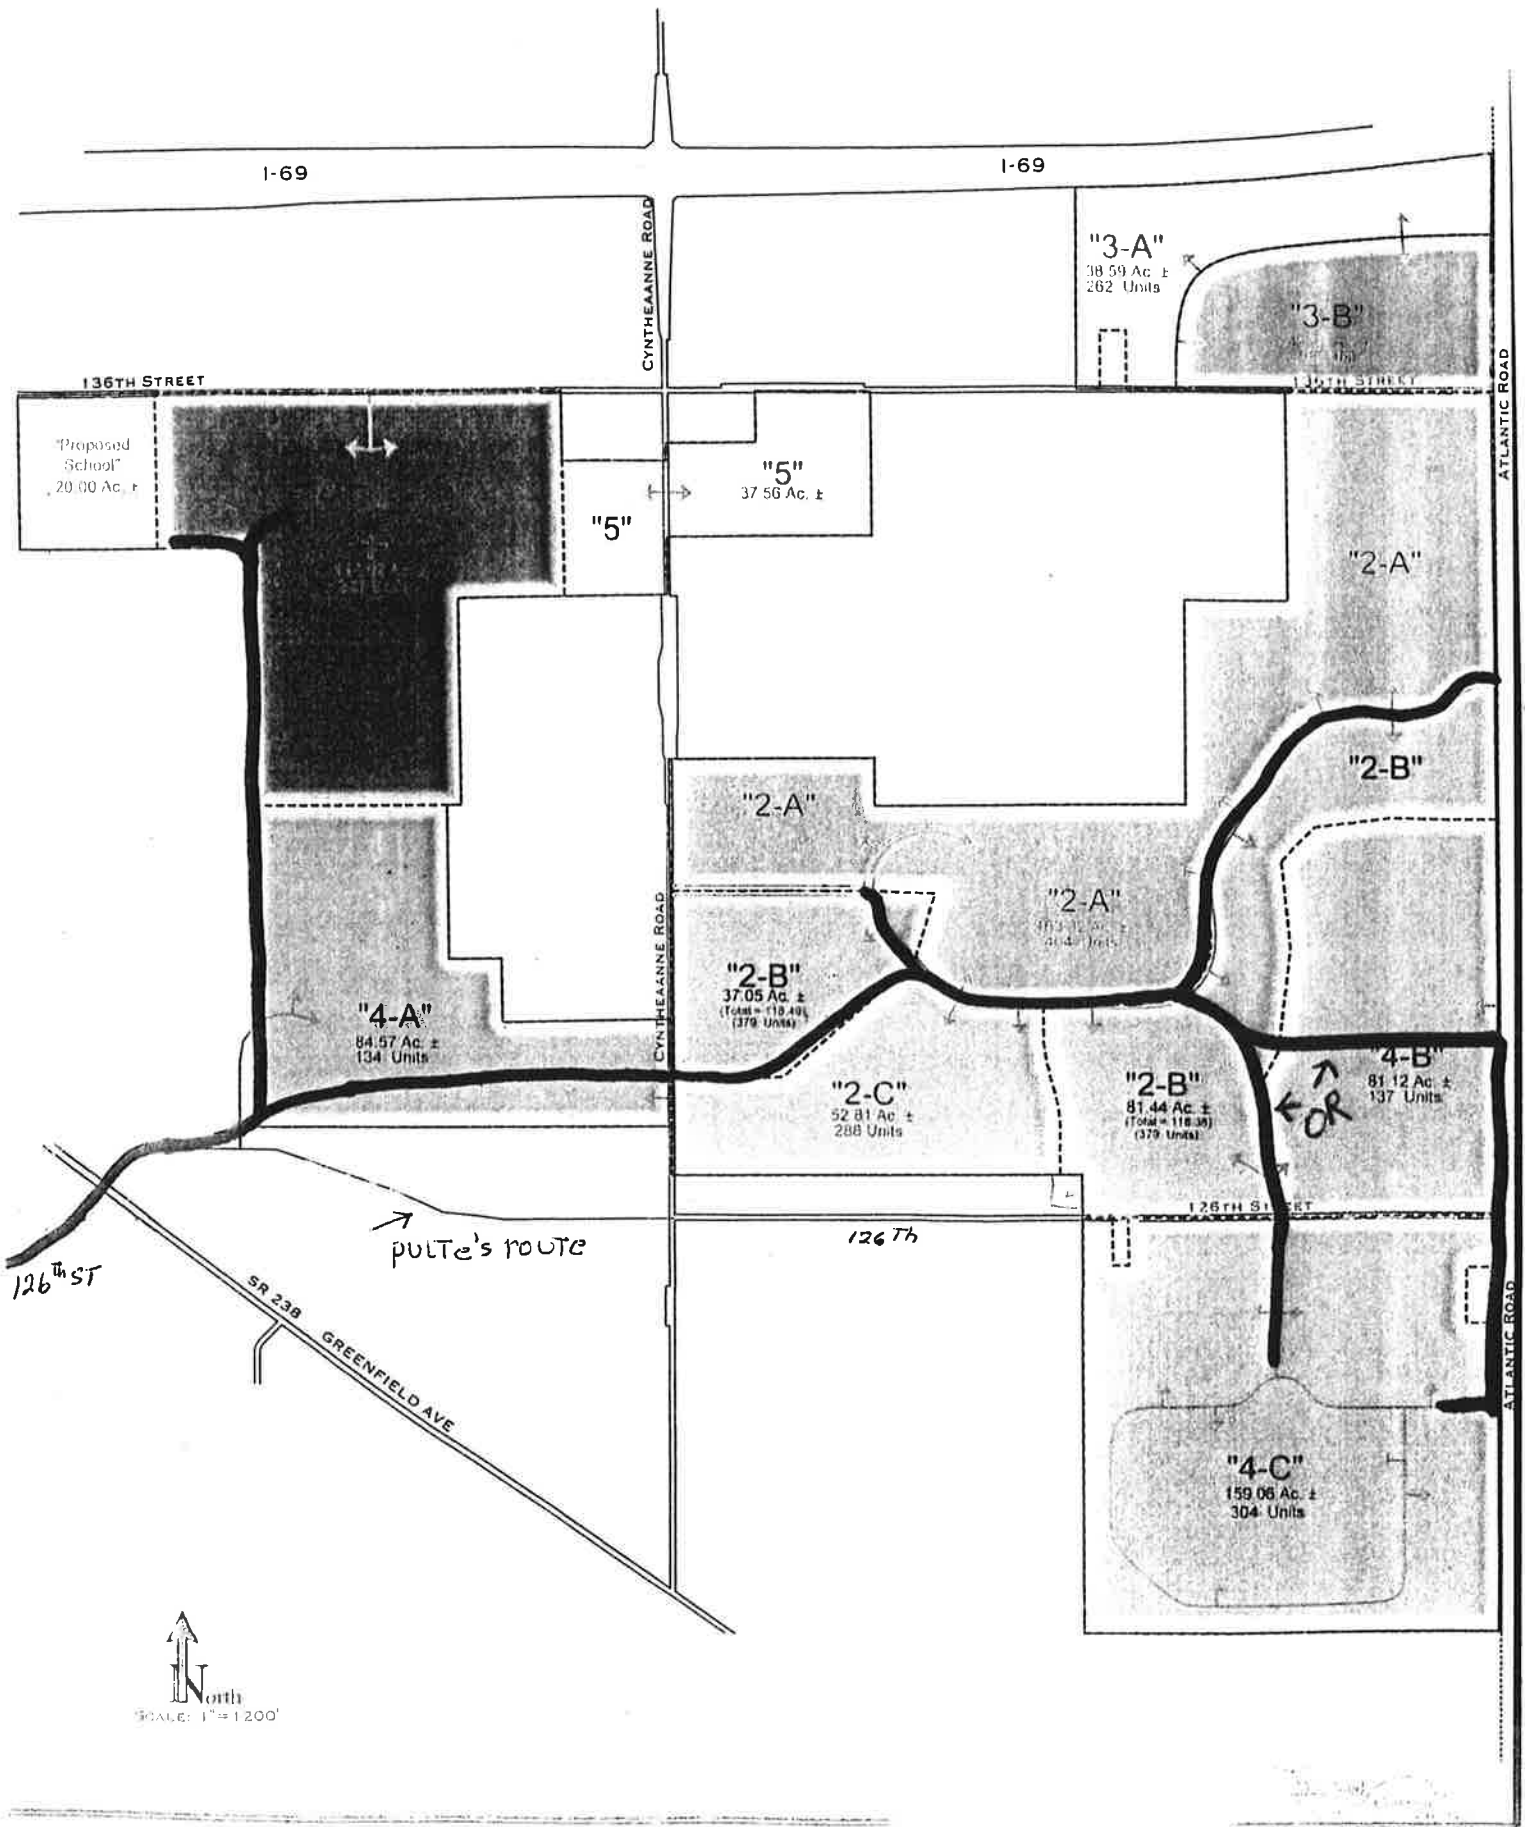 I-69
I-69
CYNTHEAANNE ROAD
"3-A"
38.59 Ac. ±
262 Units
"3-B"
136TH STREET
136TH STREET
ATLANTIC ROAD
"Proposed
School"
20.00 Ac. ±
"5"
37.56 Ac. ±
"5"
"2-A"
"2-B"
"2-A"
"2-A"
"2-B"
37.05 Ac. ±
(379 Units)
CYNTHEAANNE ROAD
"4-A"
84.57 Ac. ±
134 Units
"2-C"
52.81 Ac. ±
288 Units
"2-B"
81.44 Ac. ±
(379 Units)
"4-B"
81.12 Ac. ±
137 Units
OR
126TH STREET
126Th
PULTe's ROUTe
126th ST
SR 238 GREENFIELD AVE
ATLANTIC ROAD
"4-C"
159.06 Ac. ±
304 Units
North
SCALE: 1"=1200'